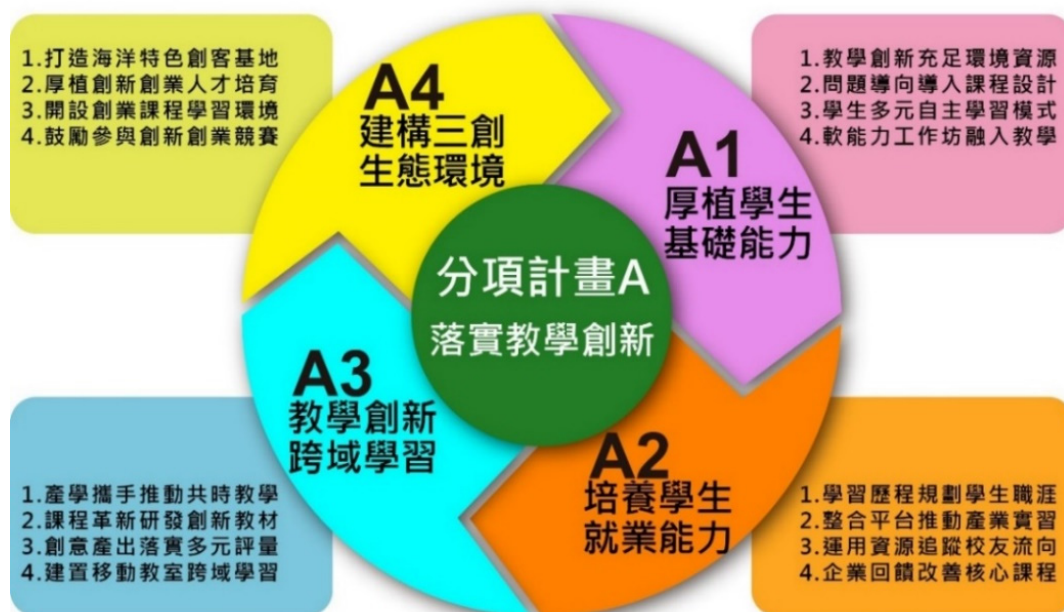 1.打造海洋特色創客基地
2.厚植創新創業人才培育
3.開設創業課程學習環境
4.鼓勵參與創新創業競賽
A4
建構三創
生態環境
1.教學創新充足環境資源
2.問題導向導入課程設計
3.學生多元自主學習模式
4.軟能力工作坊融入教學
A1
厚植學生
基礎能力
分項計畫A
落實教學創新
A3
教學創新
跨域學習
1.產學攜手推動共時教學
2.課程革新研發創新教材
3.創意產出落實多元評量
4.建置移動教室跨域學習
A2
培養學生
就業能力
1.學習歷程規劃學生職涯
2.整合平台推動產業實習
3.運用資源追蹤校友流向
4.企業回饋改善核心課程